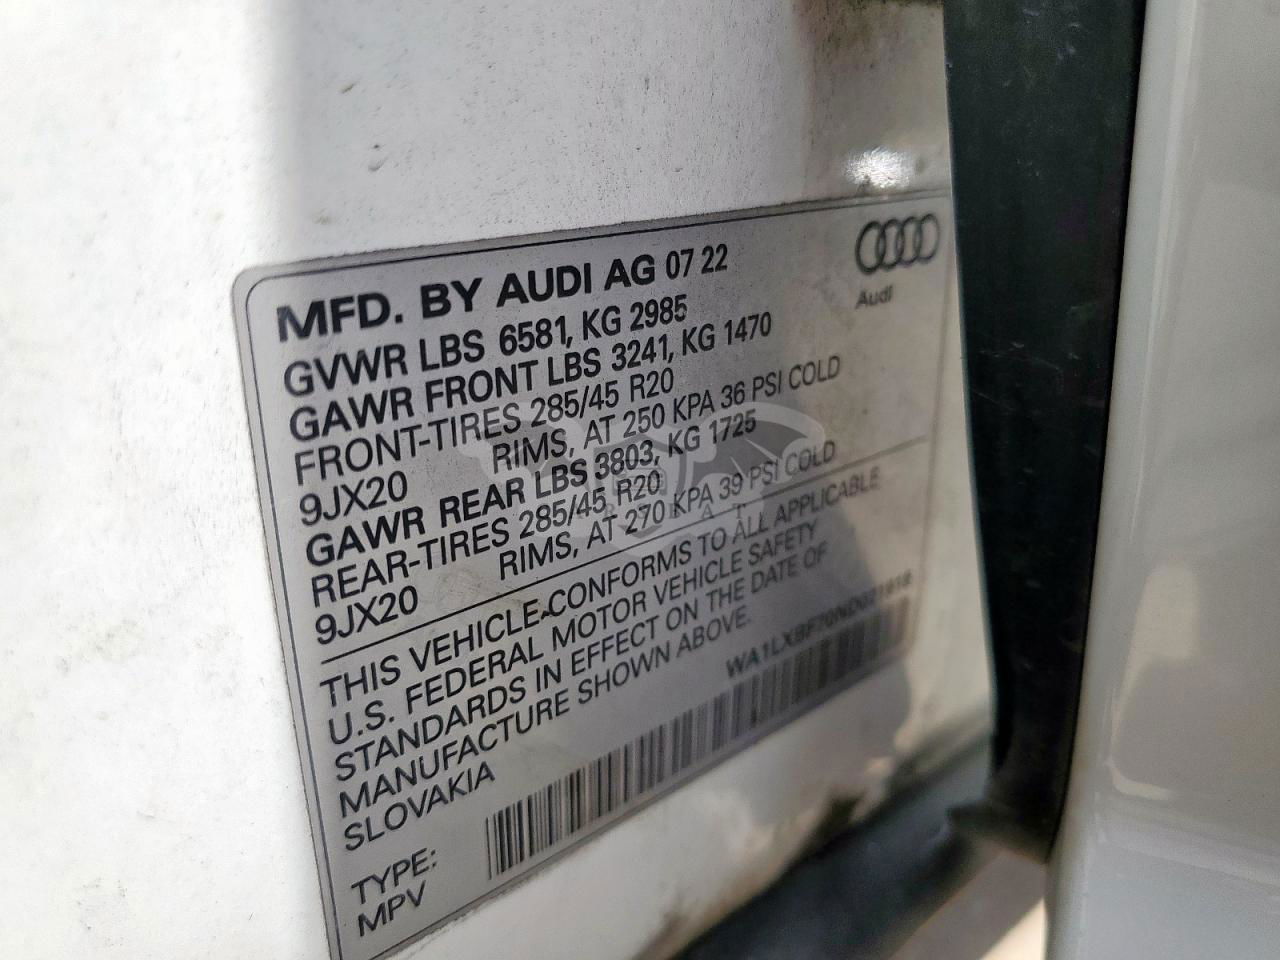 MFD. BY AUDI AG 07 22
Audi
GVWR LBS 6581, KG 2985
GAWR FRONT LBS 3241, KG 1470
FRONT-TIRES 285/45 R20
9JX20 RIMS, AT 250 KPA 36 PSI COLD
GAWR REAR LBS 3803, KG 1725
REAR-TIRES 285/45 R20
9JX20 RIMS, AT 270 KPA 39 PSI COLD
THIS VEHICLE CONFORMS TO ALL APPLICABLE
U.S. FEDERAL MOTOR VEHICLE SAFETY
STANDARDS IN EFFECT ON THE DATE OF
MANUFACTURE SHOWN ABOVE.
SLOVAKIA
TYPE:
MPV